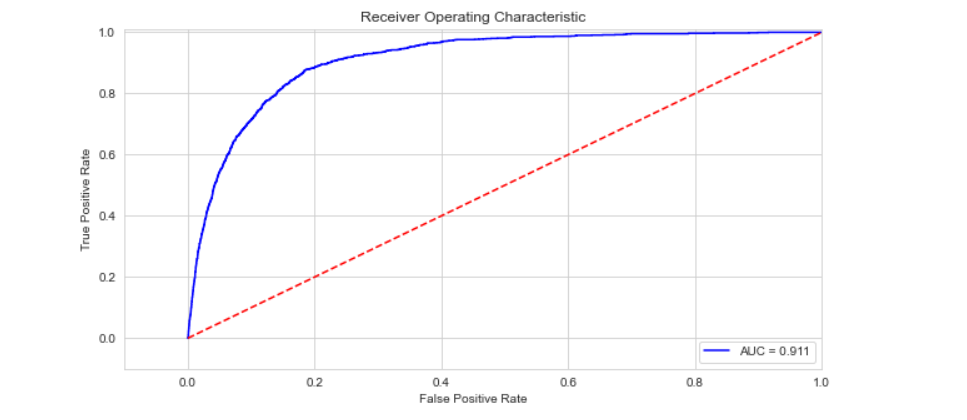 Receiver Operating Characteristic
1.0
0.8
0.6
0.4
0.2
0.0
True Positive Rate
AUC = 0.911
0.0 0.2 0.4 0.6 0.8 1.0
False Positive Rate